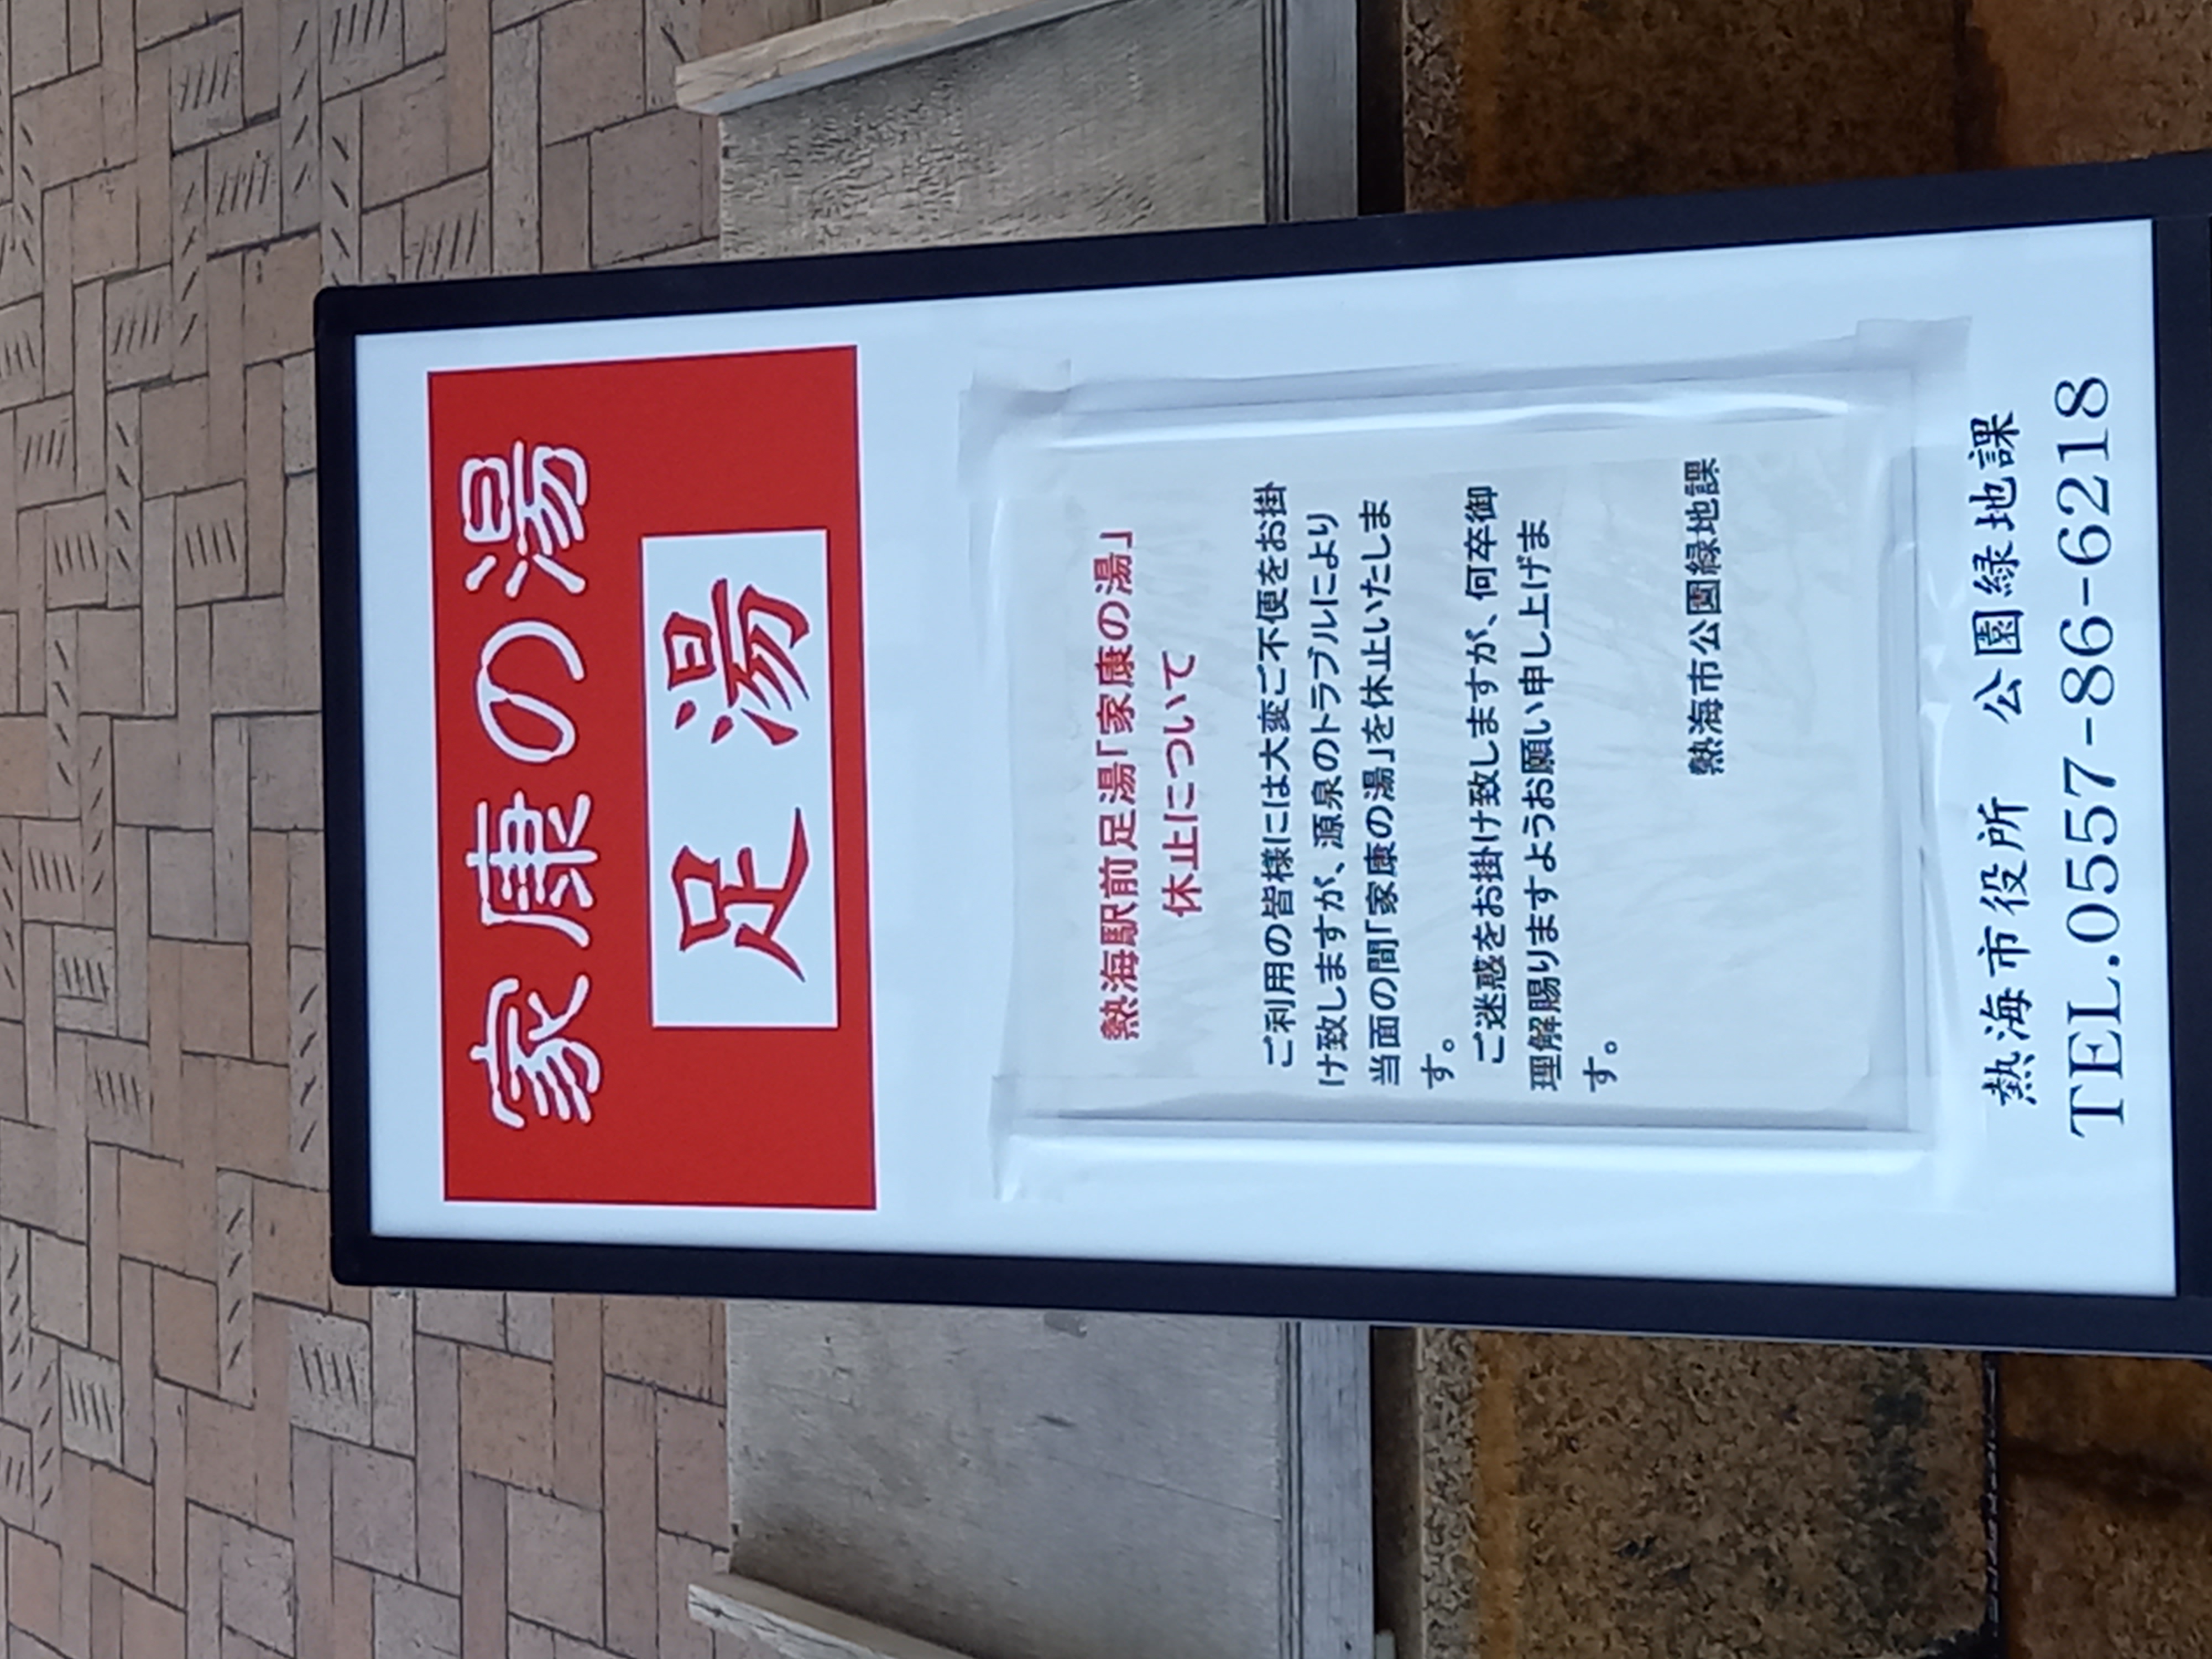 家康の湯
足湯
熱海駅前足湯「家康の湯」
休止について
ご利用の皆様には大変ご不便をお掛
け致しますが、源泉のトラブルにより
当面の間「家康の湯」を休止いたしま
す。
ご迷惑をお掛け致しますが、何卒御
理解賜りますようお願い申し上げま
す。
熱海市公園緑地課
熱海市役所 公園緑地課
TEL.0557-86-6218